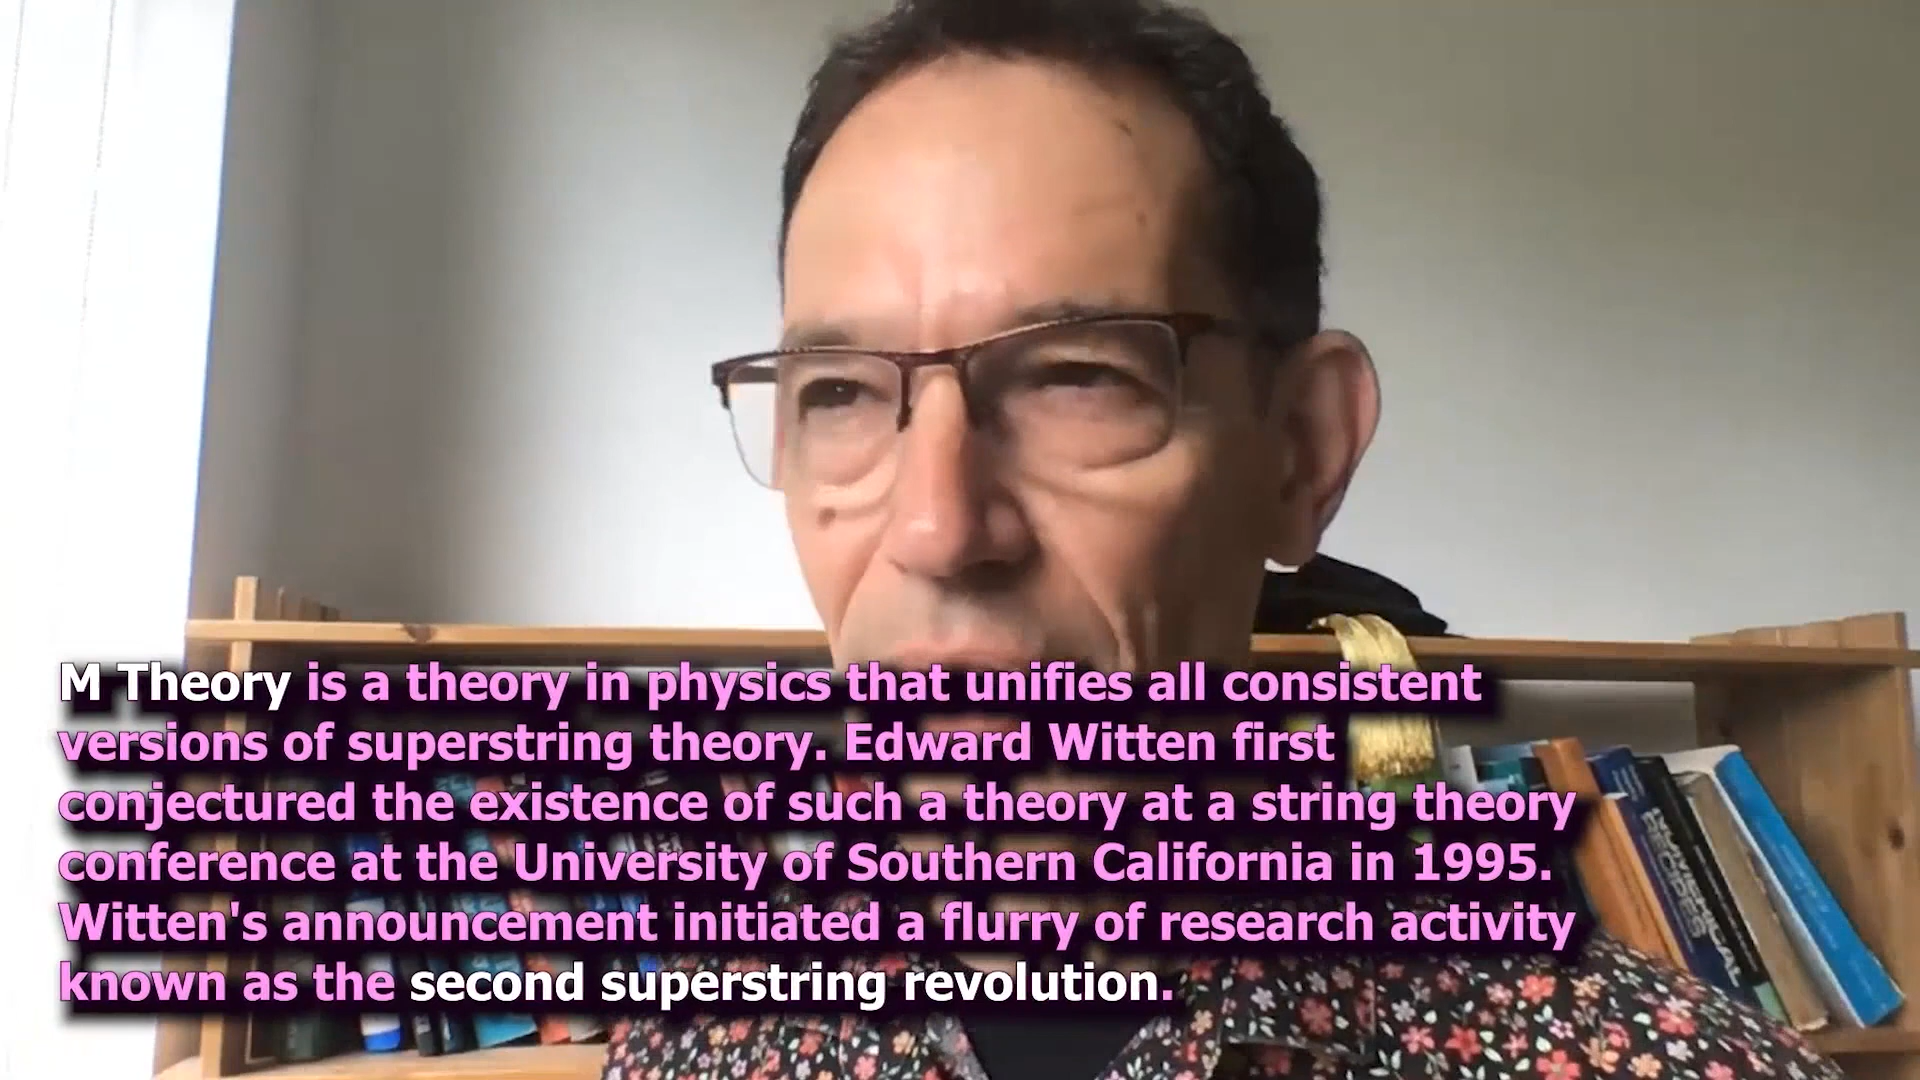 M Theory is a theory in physics that unifies all consistent
versions of superstring theory. Edward Witten first
conjectured the existence of such a theory at a string theory
conference at the University of Southern California in 1995.
Witten's announcement initiated a flurry of research activity
known as the second superstring revolution.
NUMERICAL
RECIPES